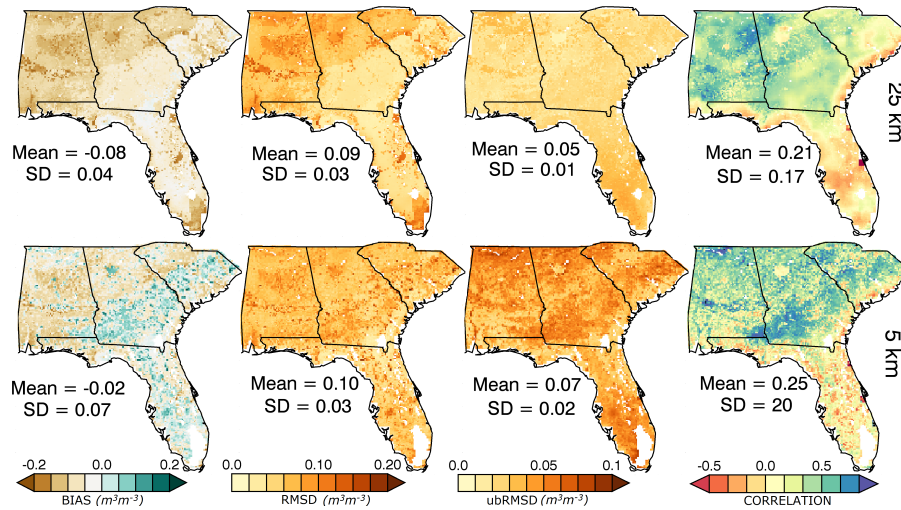 Mean = -0.08
SD = 0.04
Mean = 0.09
SD = 0.03
Mean = 0.05
SD = 0.01
Mean = 0.21
SD = 0.17
25 km
Mean = -0.02
SD = 0.07
Mean = 0.10
SD = 0.03
Mean = 0.07
SD = 0.02
Mean = 0.25
SD = 20
5 km
-0.2 0.0 0.2
BIAS (m³m⁻³)
0.0 0.10 0.20
RMSD (m³m⁻³)
0.0 0.05 0.1
ubRMSD (m³m⁻³)
-0.5 0.0 0.5
CORRELATION